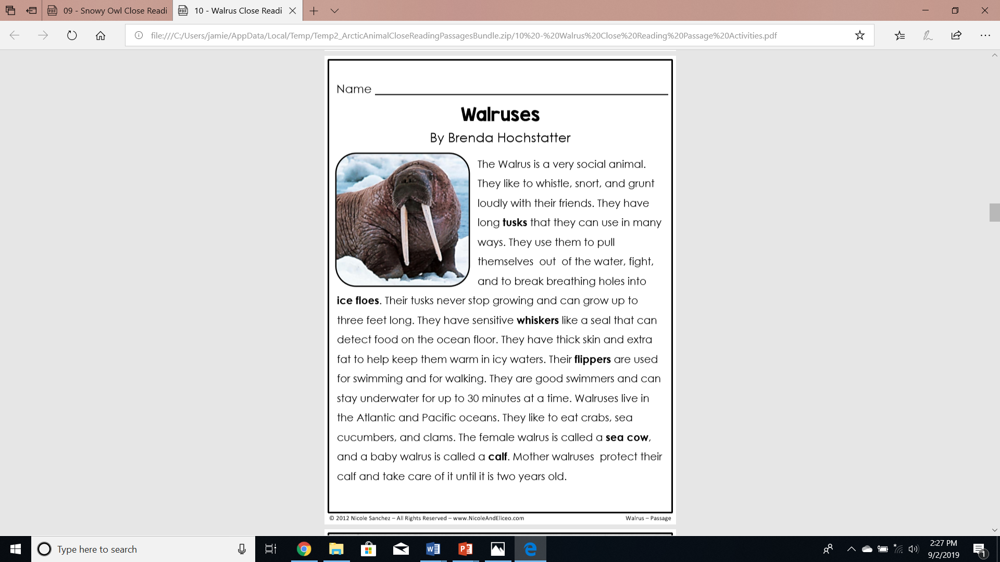 09 - Snowy Owl Close Readi
10 - Walrus Close Readi
file:///C:/Users/jamie/AppData/Local/Temp/Temp2_ArcticAnimalCloseReadingPassagesBundle.zip/10%20-%20Walrus%20Close%20Reading%20Passage%20Activities.pdf
Name
Walruses
By Brenda Hochstatter
The Walrus is a very social animal.
They like to whistle, snort, and grunt
loudly with their friends. They have
long tusks that they can use in many
ways. They use them to pull
themselves out of the water, fight,
and to break breathing holes into
ice floes. Their tusks never stop growing and can grow up to
three feet long. They have sensitive whiskers like a seal that can
detect food on the ocean floor. They have thick skin and extra
fat to help keep them warm in icy waters. Their flippers are used
for swimming and for walking. They are good swimmers and can
stay underwater for up to 30 minutes at a time. Walruses live in
the Atlantic and Pacific oceans. They like to eat crabs, sea
cucumbers, and clams. The female walrus is called a sea cow,
and a baby walrus is called a calf. Mother walruses protect their
calf and take care of it until it is two years old.
© 2012 Nicole Sanchez – All Rights Reserved – www.NicoleAndEliceo.com
Walrus – Passage
Type here to search
2:27 PM
9/2/2019
1